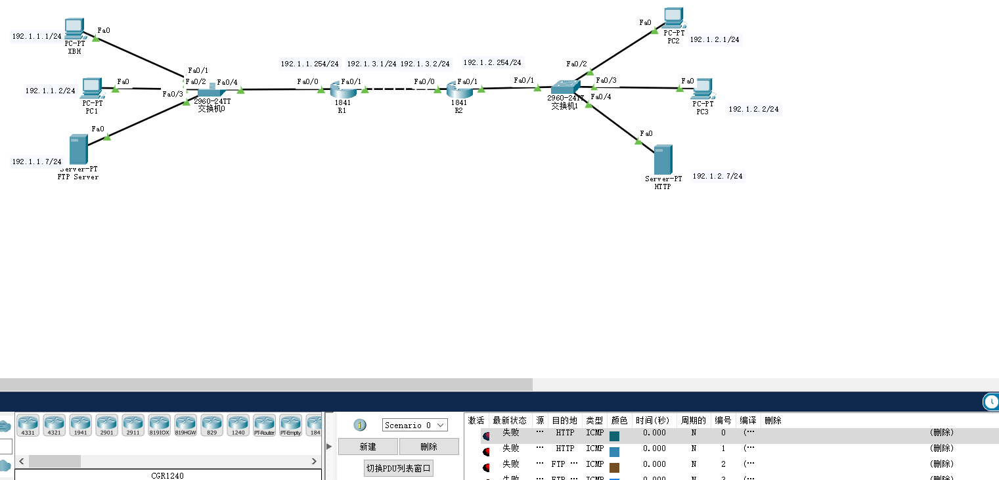 192.1.1.1/24
Fa0
PC-PT
XBH
192.1.1.2/24
Fa0
PC-PT
PC1
Fa0
192.1.1.7/24
Server-PT
FTP Server
Fa0/1
Fa0/2
Fa0/3
Fa0/4
2960-24TT
交换机0
192.1.1.254/24
192.1.3.1/24
192.1.3.2/24
192.1.2.254/24
Fa0/0
Fa0/1
1841
R1
Fa0/0
Fa0/1
1841
R2
Fa0/1
Fa0/2
Fa0/3
Fa0/4
2960-24TT
交换机1
Fa0
PC-PT
PC2
192.1.2.1/24
Fa0
PC-PT
PC3
192.1.2.2/24
Fa0
Server-PT
HTTP
192.1.2.7/24
4331
4321
1941
2901
2911
819IOX
819HGW
829
1240
PT-Router
PT-Empty
184
CGR1240
Scenario 0
新建
删除
切换PDU列表窗口
激活 最新状态 源 目的地 类型 颜色 时间(秒) 周期的 编号 编译 删除
失败 ... HTTP ICMP 0.000 N 0 (... (删除)
失败 ... HTTP ICMP 0.000 N 1 (... (删除)
失败 ... FTP ... ICMP 0.000 N 2 (... (删除)
失败 ... FTP ... ICMP 0.000 N 3 (... (删除)